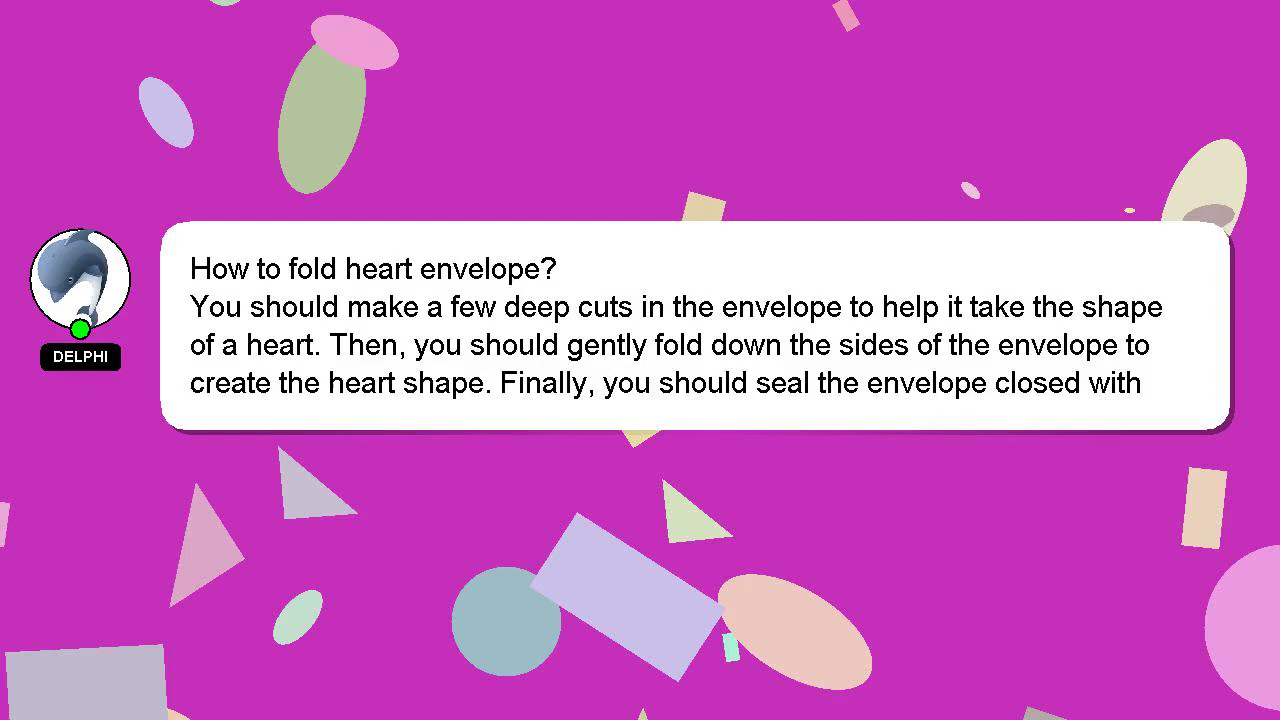 How to fold heart envelope?
You should make a few deep cuts in the envelope to help it take the shape
of a heart. Then, you should gently fold down the sides of the envelope to
create the heart shape. Finally, you should seal the envelope closed with
DELPHI